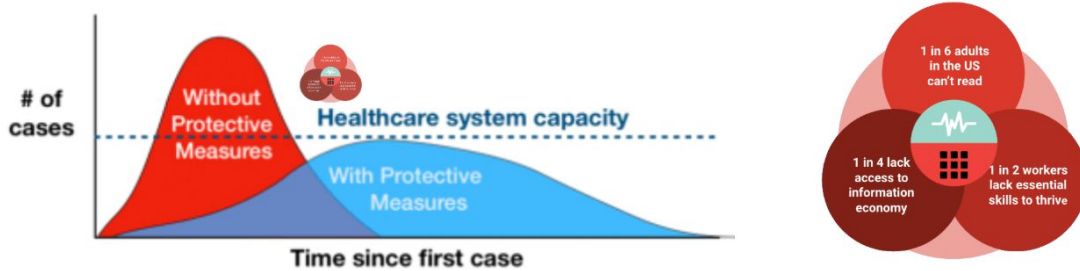 # of
cases
Without
Protective
Measures
Healthcare system capacity
With Protective
Measures
Time since first case
1 in 6 adults
in the US
can't read
1 in 4 lack
access to
information
economy
1 in 2 workers
lack essential
skills to thrive